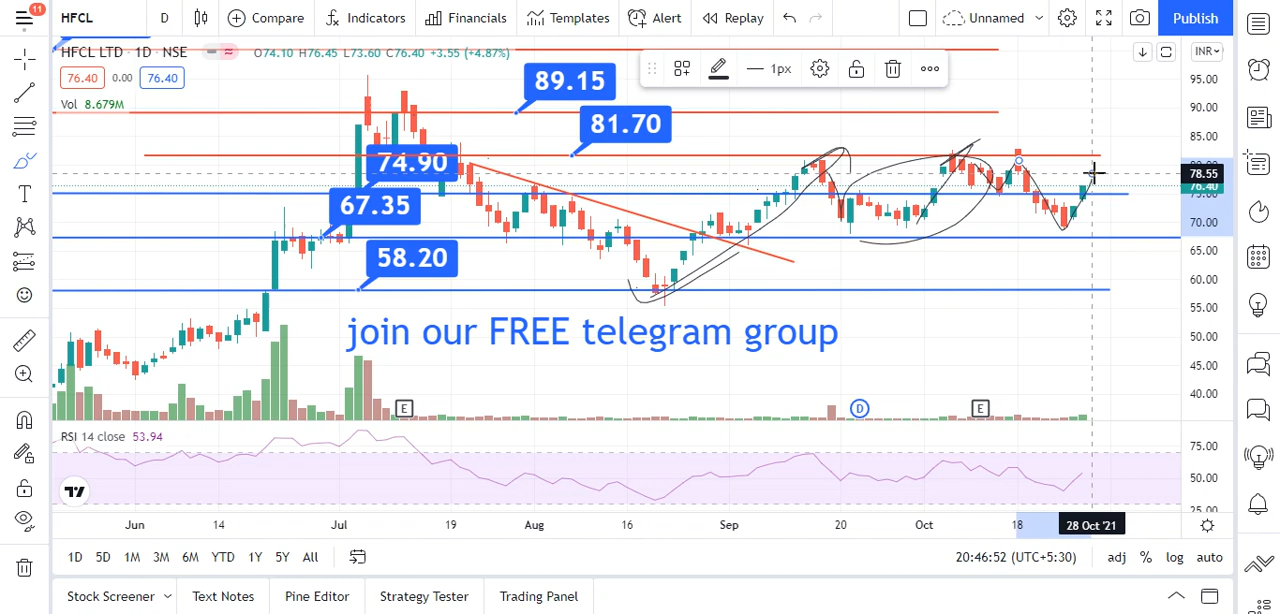 11
HFCL
D
Compare
Indicators
Financials
Templates
Alert
Replay
Unnamed
Publish
HFCL LTD · 1D · NSE
O74.10 H76.45 L73.60 C76.40 +3.55 (+4.87%)
76.40 0.00 76.40
Vol 8.679M
1px
INR
89.15
81.70
74.90
67.35
58.20
join our FREE telegram group
95.00
90.00
85.00
78.55
76.40
70.00
65.00
60.00
55.00
50.00
45.00
40.00
E
D
E
RSI 14 close 53.94
75.00
50.00
25.00
Jun
14
Jul
19
Aug
16
Sep
20
Oct
18
28 Oct '21
1D
5D
1M
3M
6M
YTD
1Y
5Y
All
20:46:52 (UTC+5:30)
adj
%
log
auto
Stock Screener
Text Notes
Pine Editor
Strategy Tester
Trading Panel